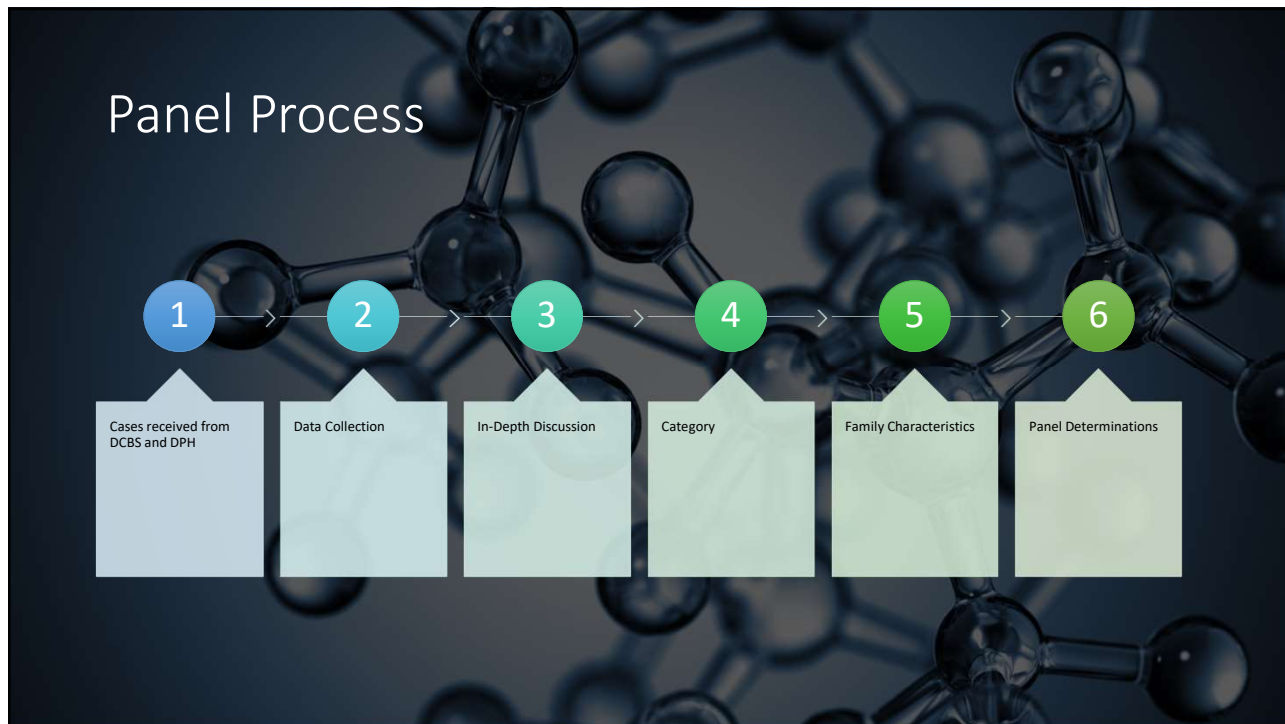 Panel Process
1
2
3
4
5
6
Cases received from
DCBS and DPH
Data Collection
In-Depth Discussion
Category
Family Characteristics
Panel Determinations